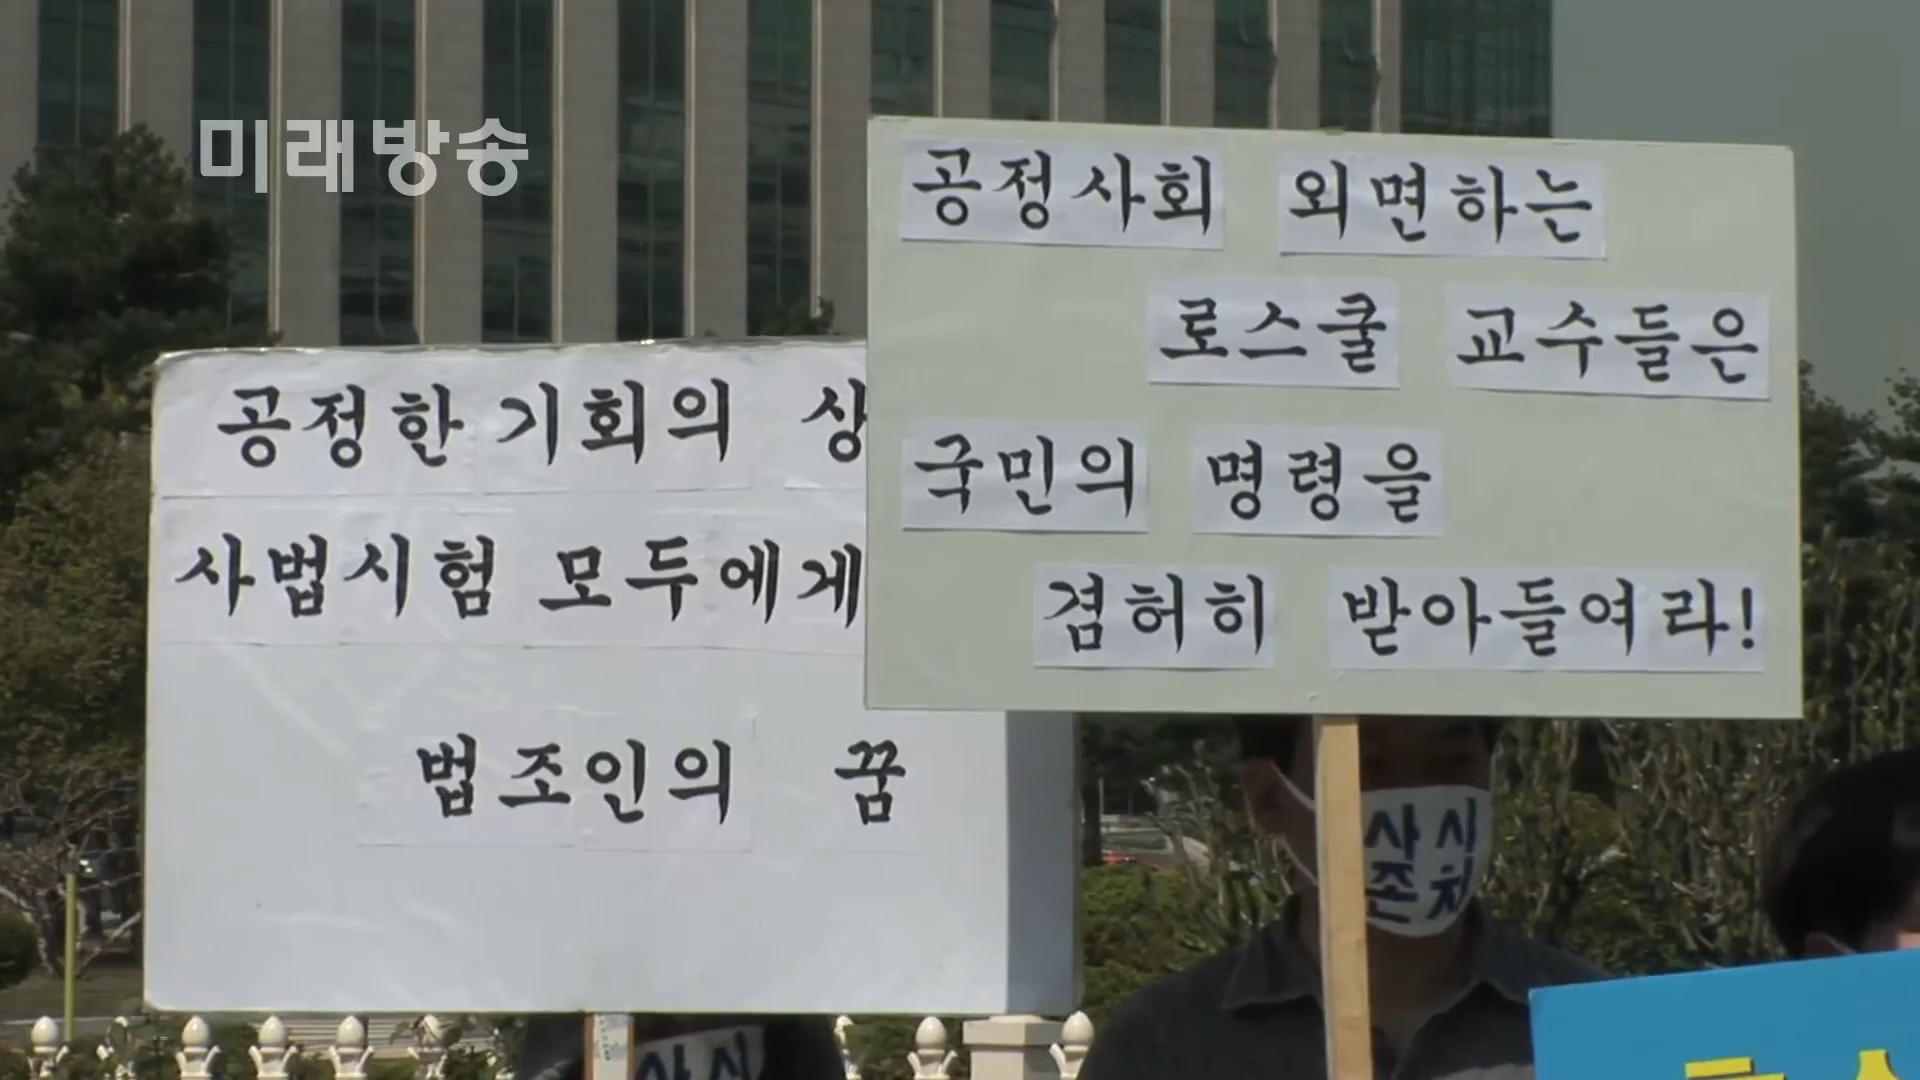 미래방송
공정한 기회의
사법시험 모두에게
법조인의 꿈
공정사회 외면하는
로스쿨 교수들은
국민의 명령을
겸허히 받아들여라!
사시
존치
사시